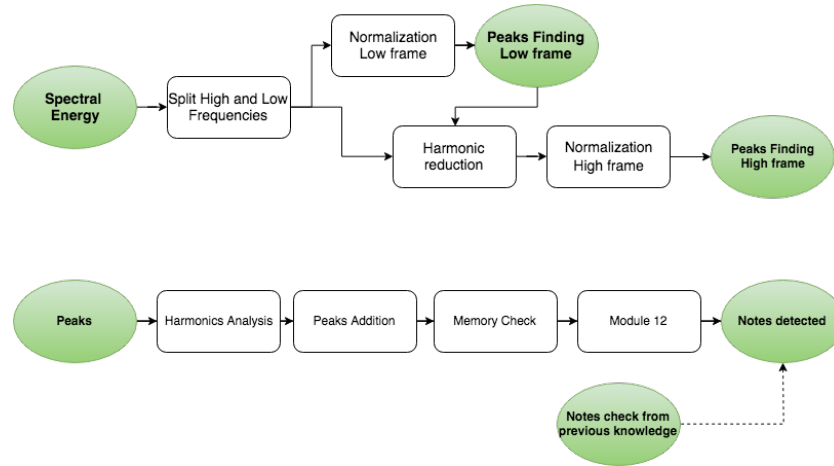 Normalization
Low frame
Peaks Finding
Low frame
Spectral
Energy
Split High and Low
Frequencies
Harmonic
reduction
Normalization
High frame
Peaks Finding
High frame
Peaks
Harmonics Analysis
Peaks Addition
Memory Check
Module 12
Notes detected
Notes check from
previous knowledge